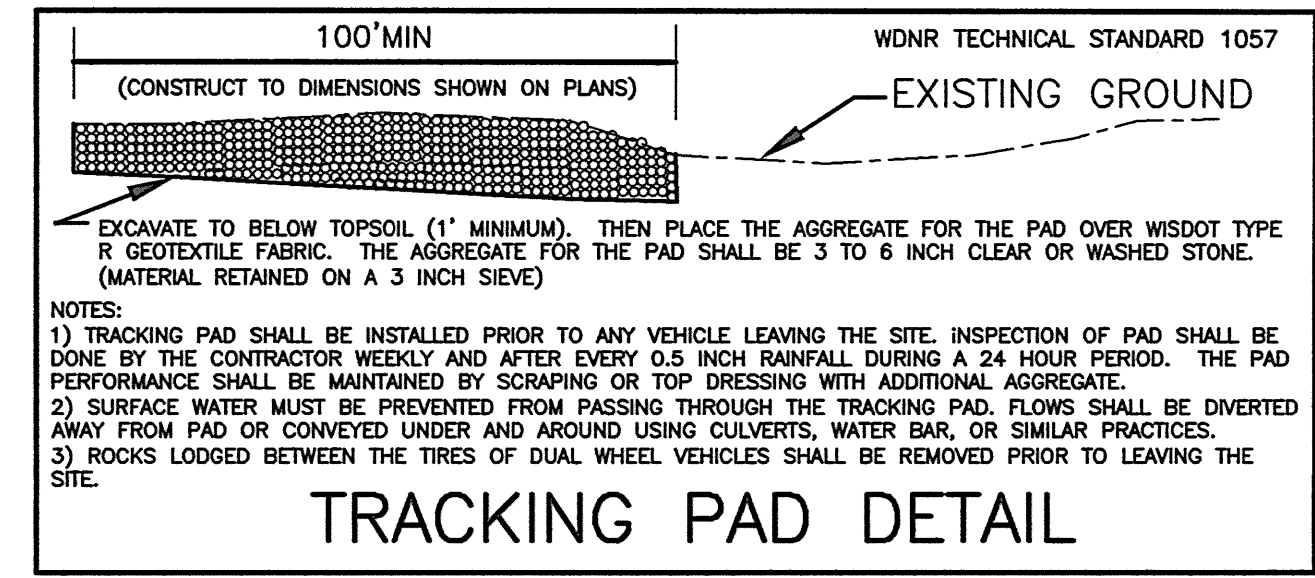 100'MIN
WDNR TECHNICAL STANDARD 1057
(CONSTRUCT TO DIMENSIONS SHOWN ON PLANS)
EXISTING GROUND
EXCAVATE TO BELOW TOPSOIL (1' MINIMUM). THEN PLACE THE AGGREGATE FOR THE PAD OVER WISDOT TYPE
R GEOTEXTILE FABRIC. THE AGGREGATE FOR THE PAD SHALL BE 3 TO 6 INCH CLEAR OR WASHED STONE.
(MATERIAL RETAINED ON A 3 INCH SIEVE)
NOTES:
1) TRACKING PAD SHALL BE INSTALLED PRIOR TO ANY VEHICLE LEAVING THE SITE. iNSPECTION OF PAD SHALL BE
DONE BY THE CONTRACTOR WEEKLY AND AFTER EVERY 0.5 INCH RAINFALL DURING A 24 HOUR PERIOD. THE PAD
PERFORMANCE SHALL BE MAINTAINED BY SCRAPING OR TOP DRESSING WITH ADDITIONAL AGGREGATE.
2) SURFACE WATER MUST BE PREVENTED FROM PASSING THROUGH THE TRACKING PAD. FLOWS SHALL BE DIVERTED
AWAY FROM PAD OR CONVEYED UNDER AND AROUND USING CULVERTS, WATER BAR, OR SIMILAR PRACTICES.
3) ROCKS LODGED BETWEEN THE TIRES OF DUAL WHEEL VEHICLES SHALL BE REMOVED PRIOR TO LEAVING THE
SITE.
TRACKING PAD DETAIL